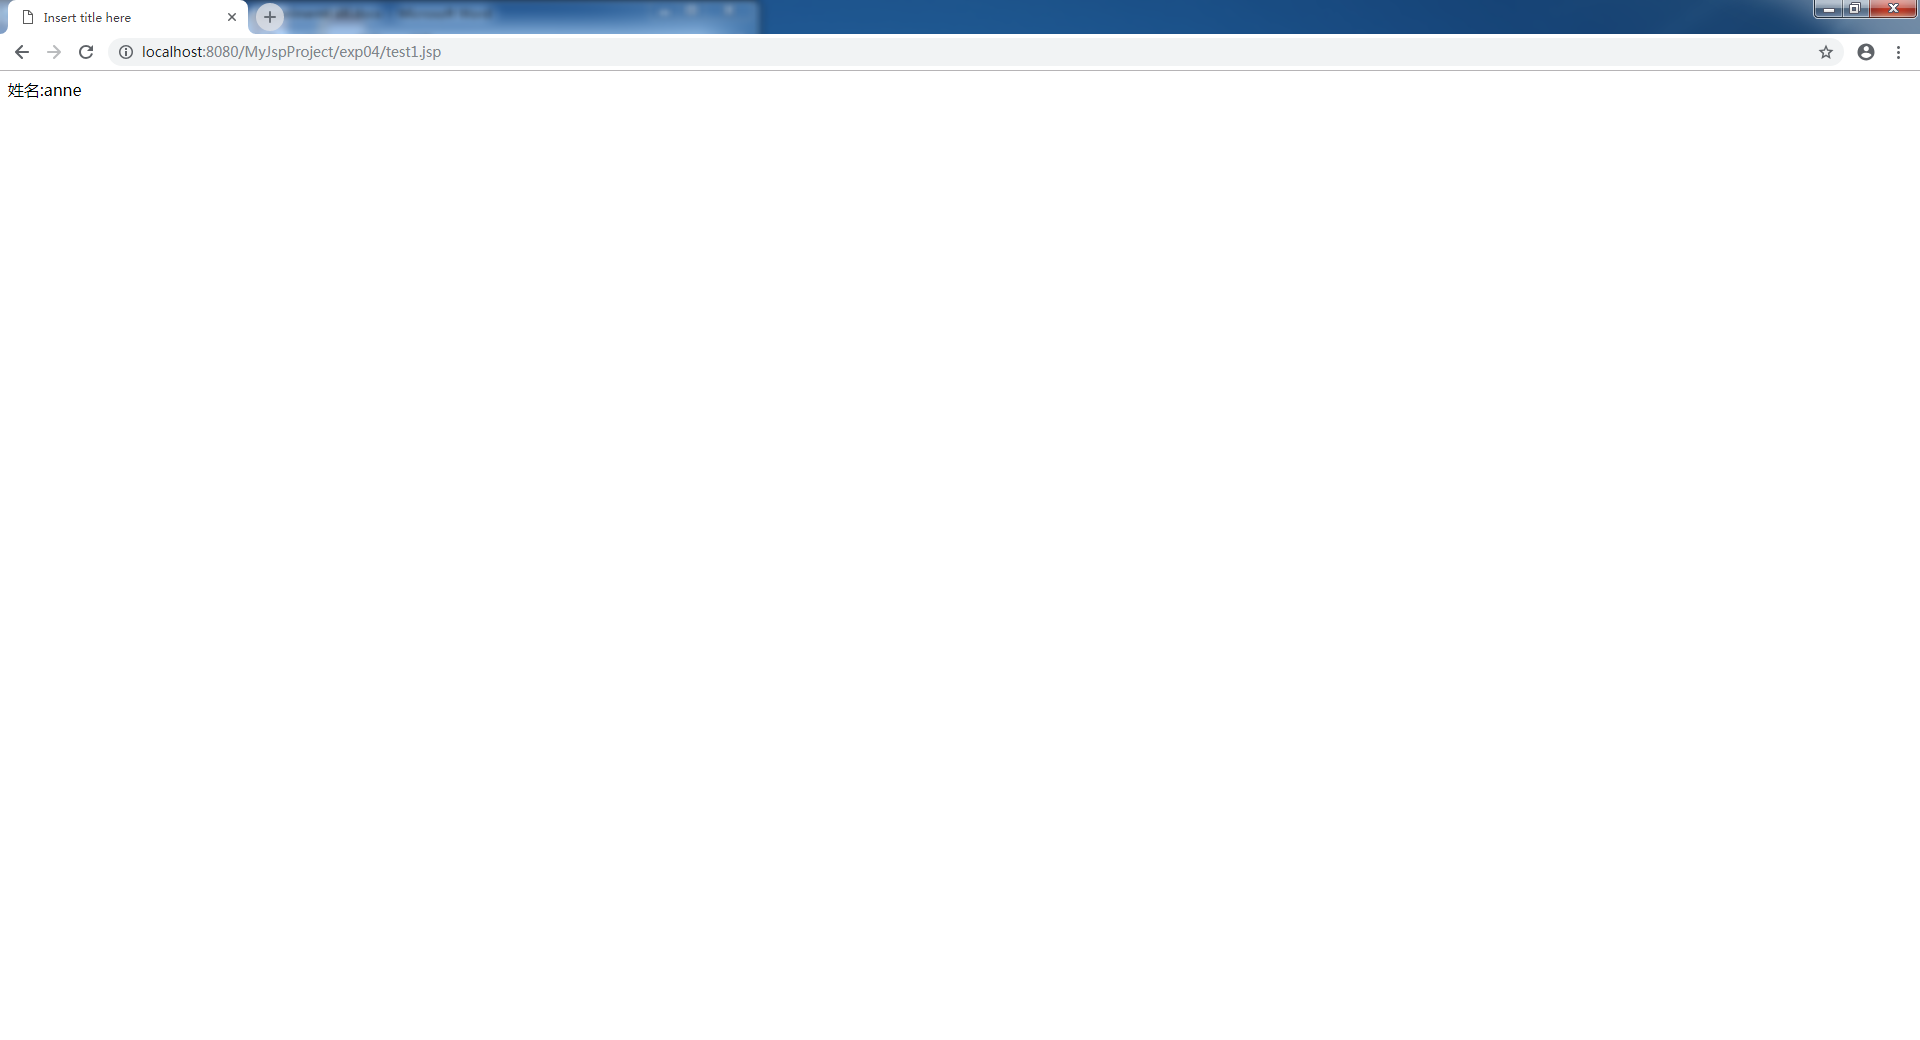 Insert title here
localhost:8080/MyJspProject/exp04/test1.jsp
姓名:anne